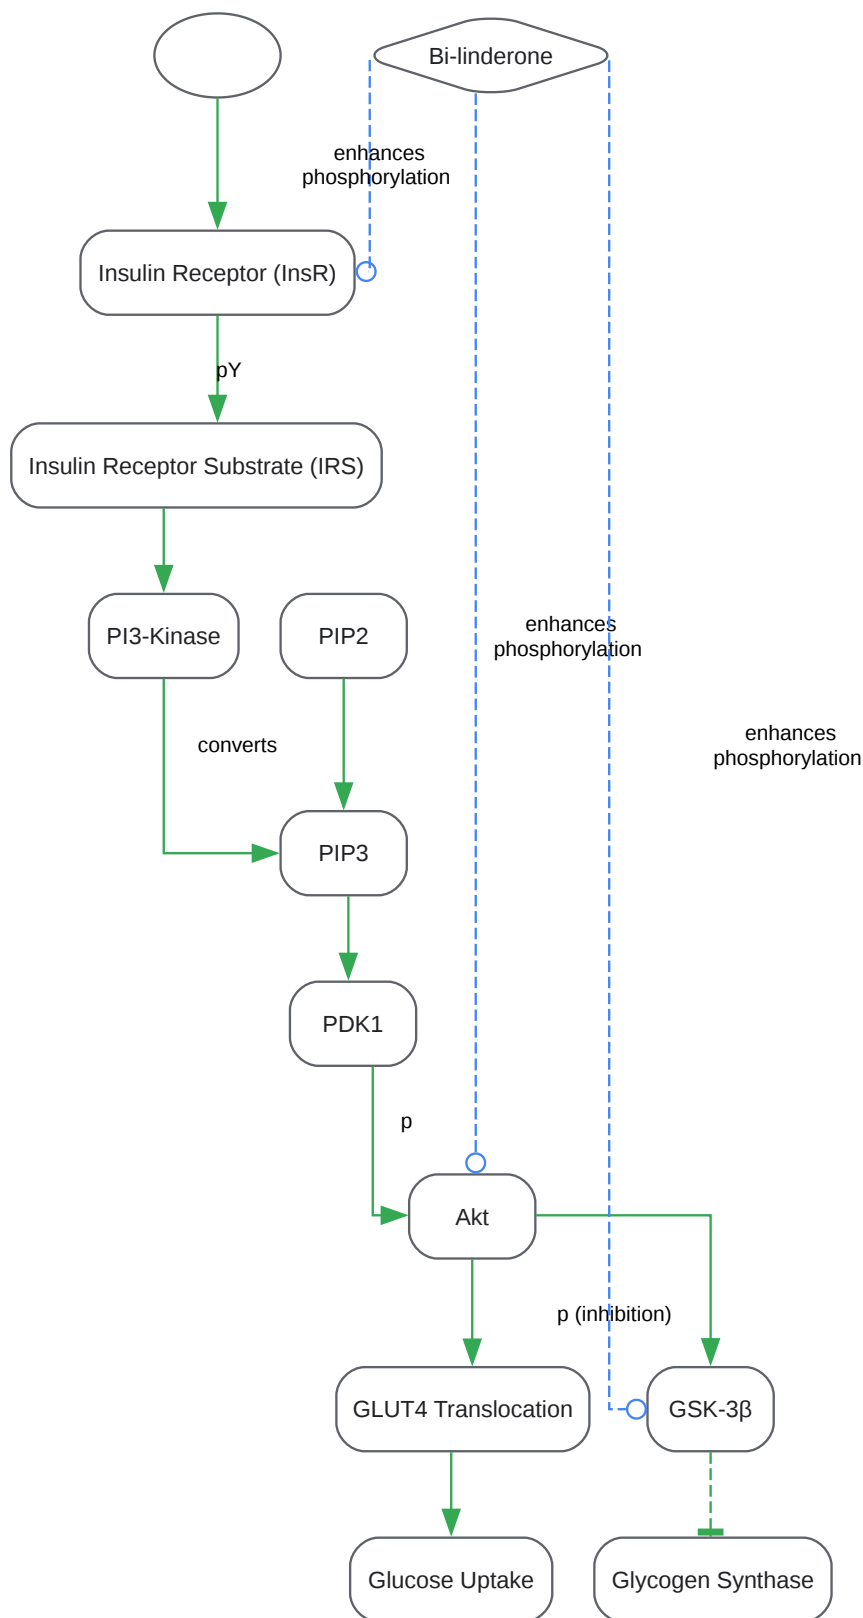 Bi-linderone
enhances
phosphorylation
Insulin Receptor (InsR)
pY
Insulin Receptor Substrate (IRS)
PI3-Kinase
PIP2
enhances
phosphorylation
enhances
phosphorylation
converts
PIP3
PDK1
p
Akt
p (inhibition)
GLUT4 Translocation
GSK-3β
Glucose Uptake
Glycogen Synthase